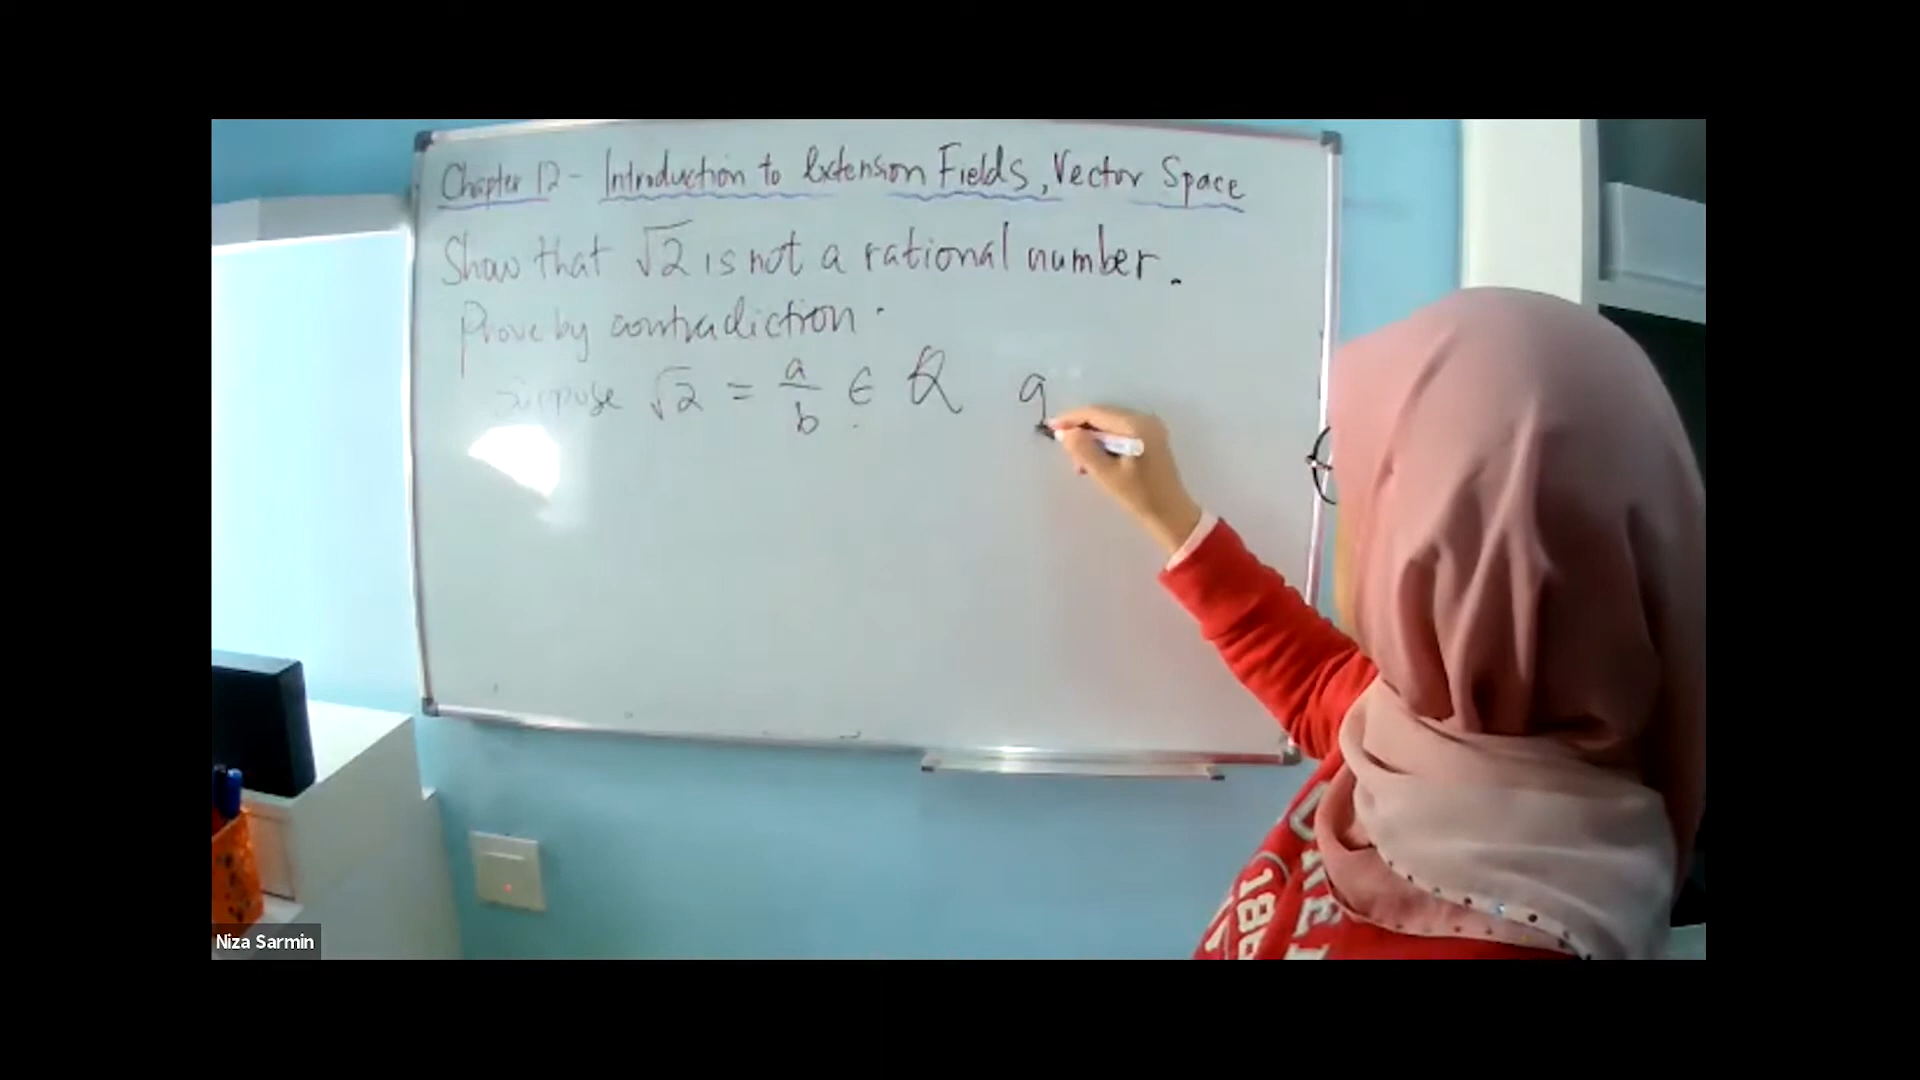 Chapter 12 - Introduction to Extension Fields, Vector Space
Show that √2 is not a rational number.
Prove by contradiction.
Suppose √2 = a/b ∈ Q a
Niza Sarmin